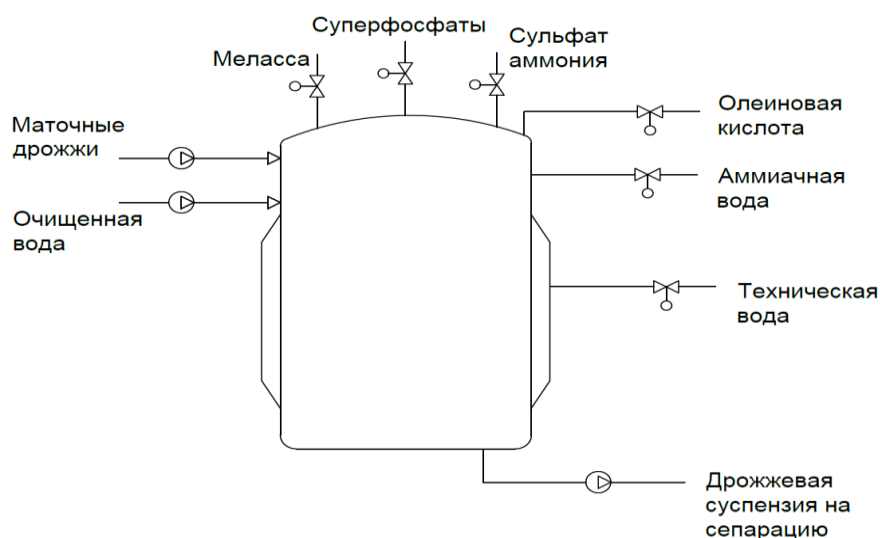 Суперфосфаты
Меласса
Сульфат
аммония
Маточные
дрожжи
Олеиновая
кислота
Аммиачная
вода
Очищенная
вода
Техническая
вода
Дрожжевая
суспензия на
сепарацию